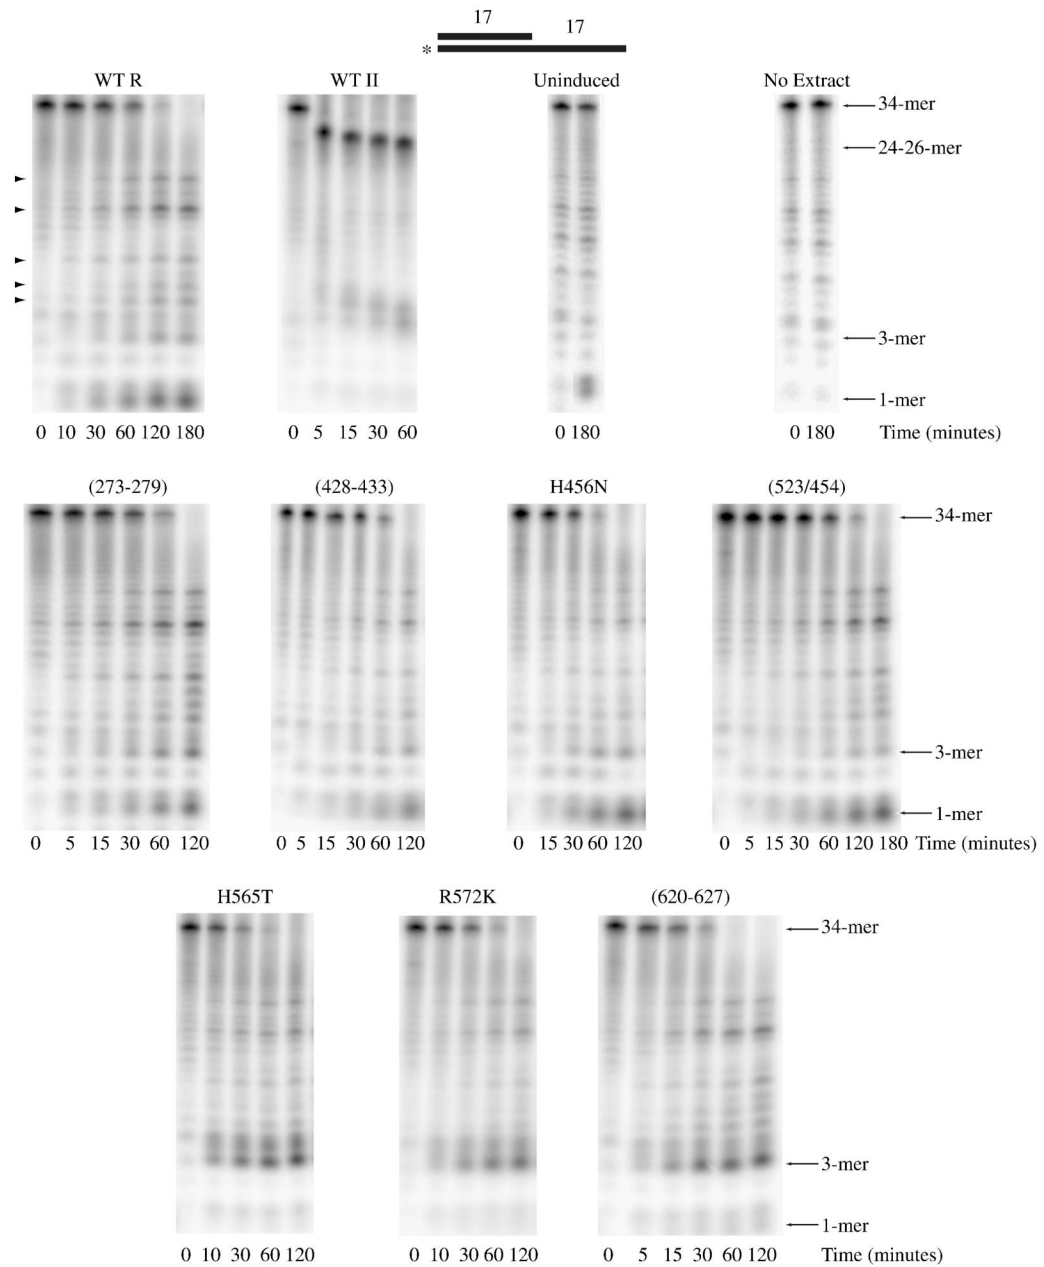 17
17
*
WT R
WT II
Uninduced
No Extract
34-mer
24-26-mer
3-mer
1-mer
0 10 30 60 120 180
0 5 15 30 60
0 180
0 180
Time (minutes)
(273-279)
(428-433)
H456N
(523/454)
34-mer
3-mer
1-mer
0 5 15 30 60 120
0 5 15 30 60 120
0 15 30 60 120
0 5 15 30 60 120 180
Time (minutes)
H565T
R572K
(620-627)
34-mer
3-mer
1-mer
0 10 30 60 120
0 10 30 60 120
0 5 15 30 60 120
Time (minutes)